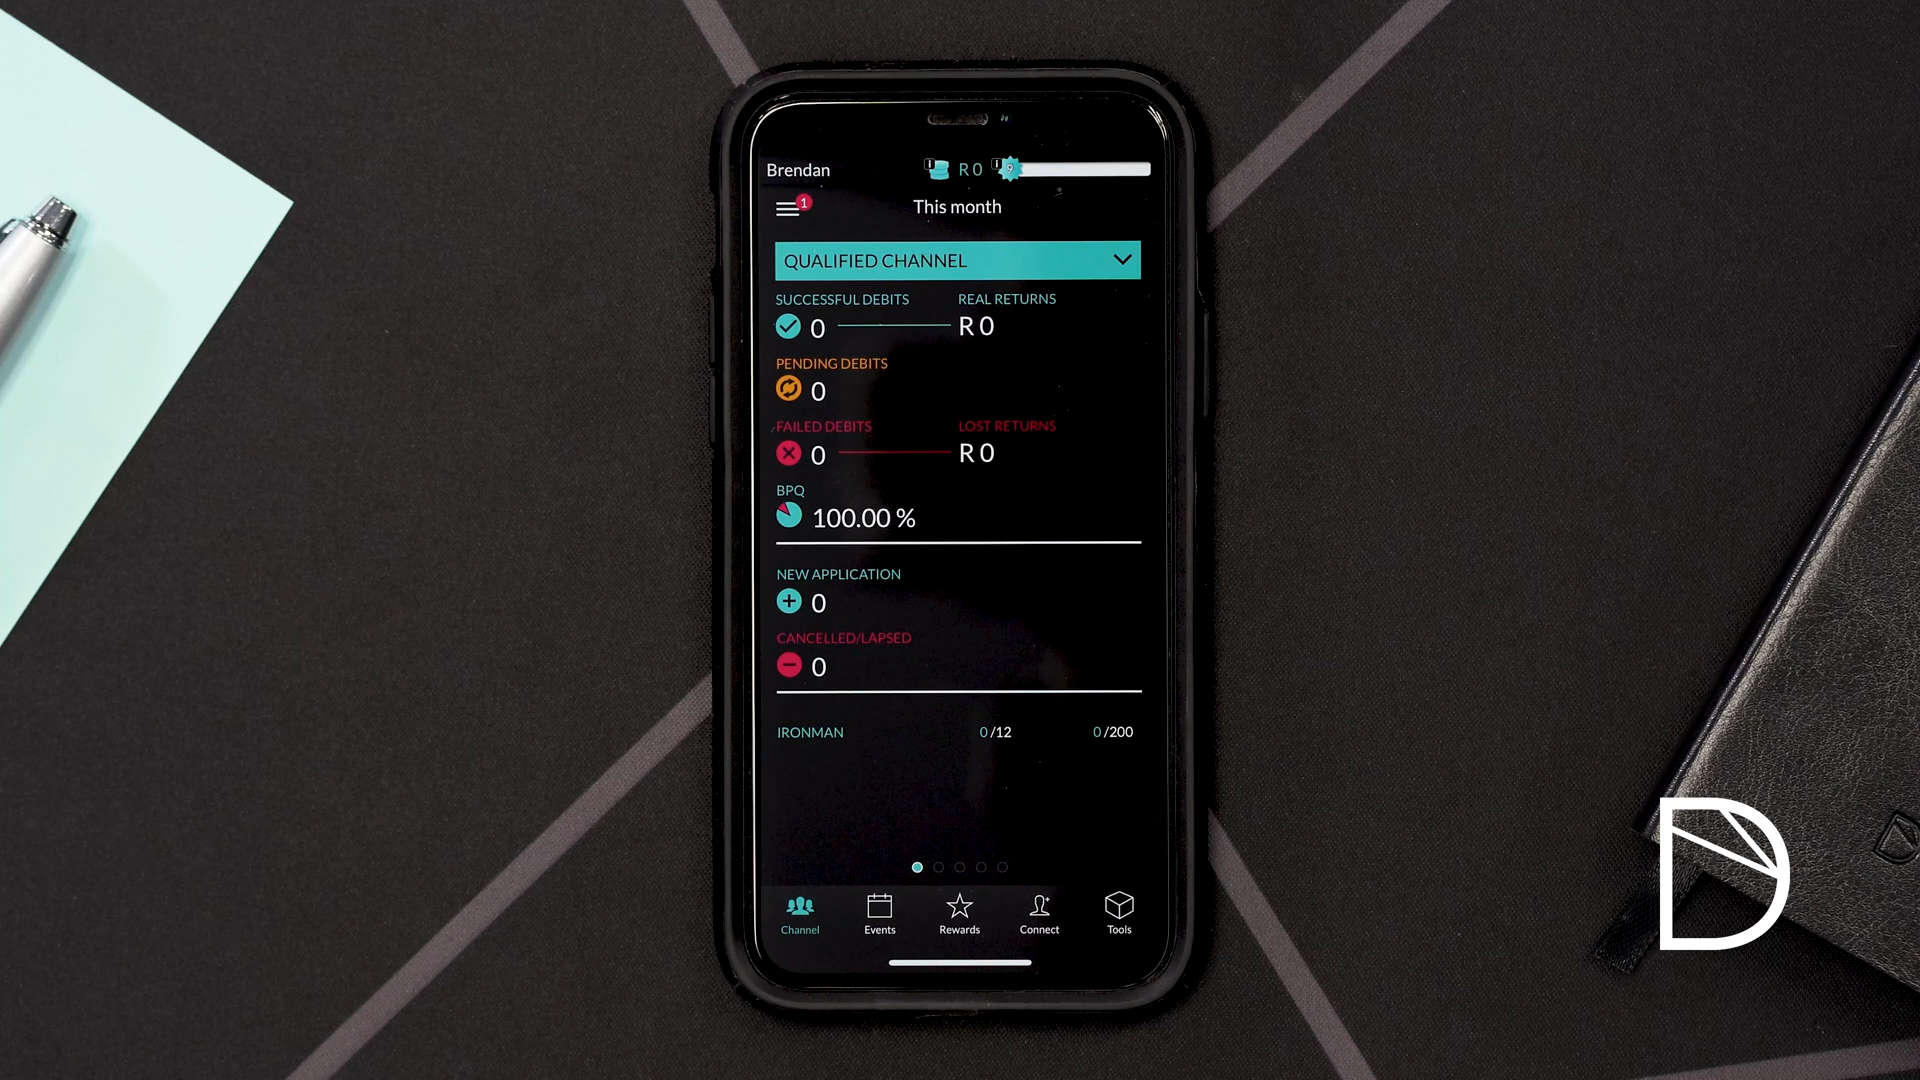 Brendan
R 0
9
1
This month
QUALIFIED CHANNEL
SUCCESSFUL DEBITS REAL RETURNS
0 R 0
PENDING DEBITS
0
FAILED DEBITS LOST RETURNS
0 R 0
BPQ
100.00 %
NEW APPLICATION
0
CANCELLED/LAPSED
0
IRONMAN 0 /12 0 /200
Channel Events Rewards Connect Tools